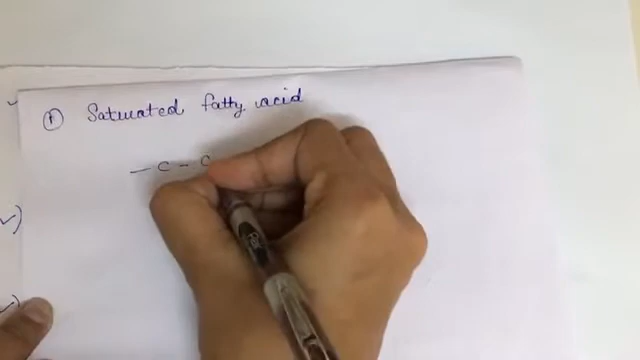 ① Saturated fatty acid
– C – C